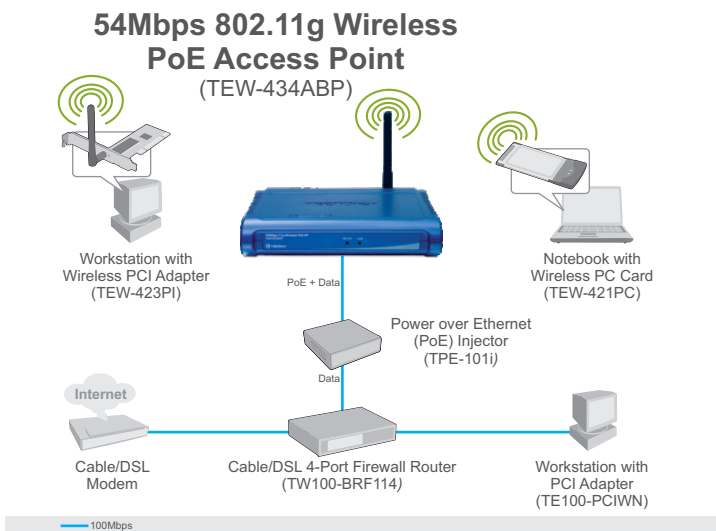 54Mbps 802.11g Wireless
PoE Access Point
(TEW-434ABP)
Workstation with
Wireless PCI Adapter
(TEW-423PI)
Notebook with
Wireless PC Card
(TEW-421PC)
PoE + Data
Power over Ethernet
(PoE) Injector
(TPE-101i)
Data
Internet
Cable/DSL
Modem
Cable/DSL 4-Port Firewall Router
(TW100-BRF114)
Workstation with
PCI Adapter
(TE100-PCIWN)
100Mbps